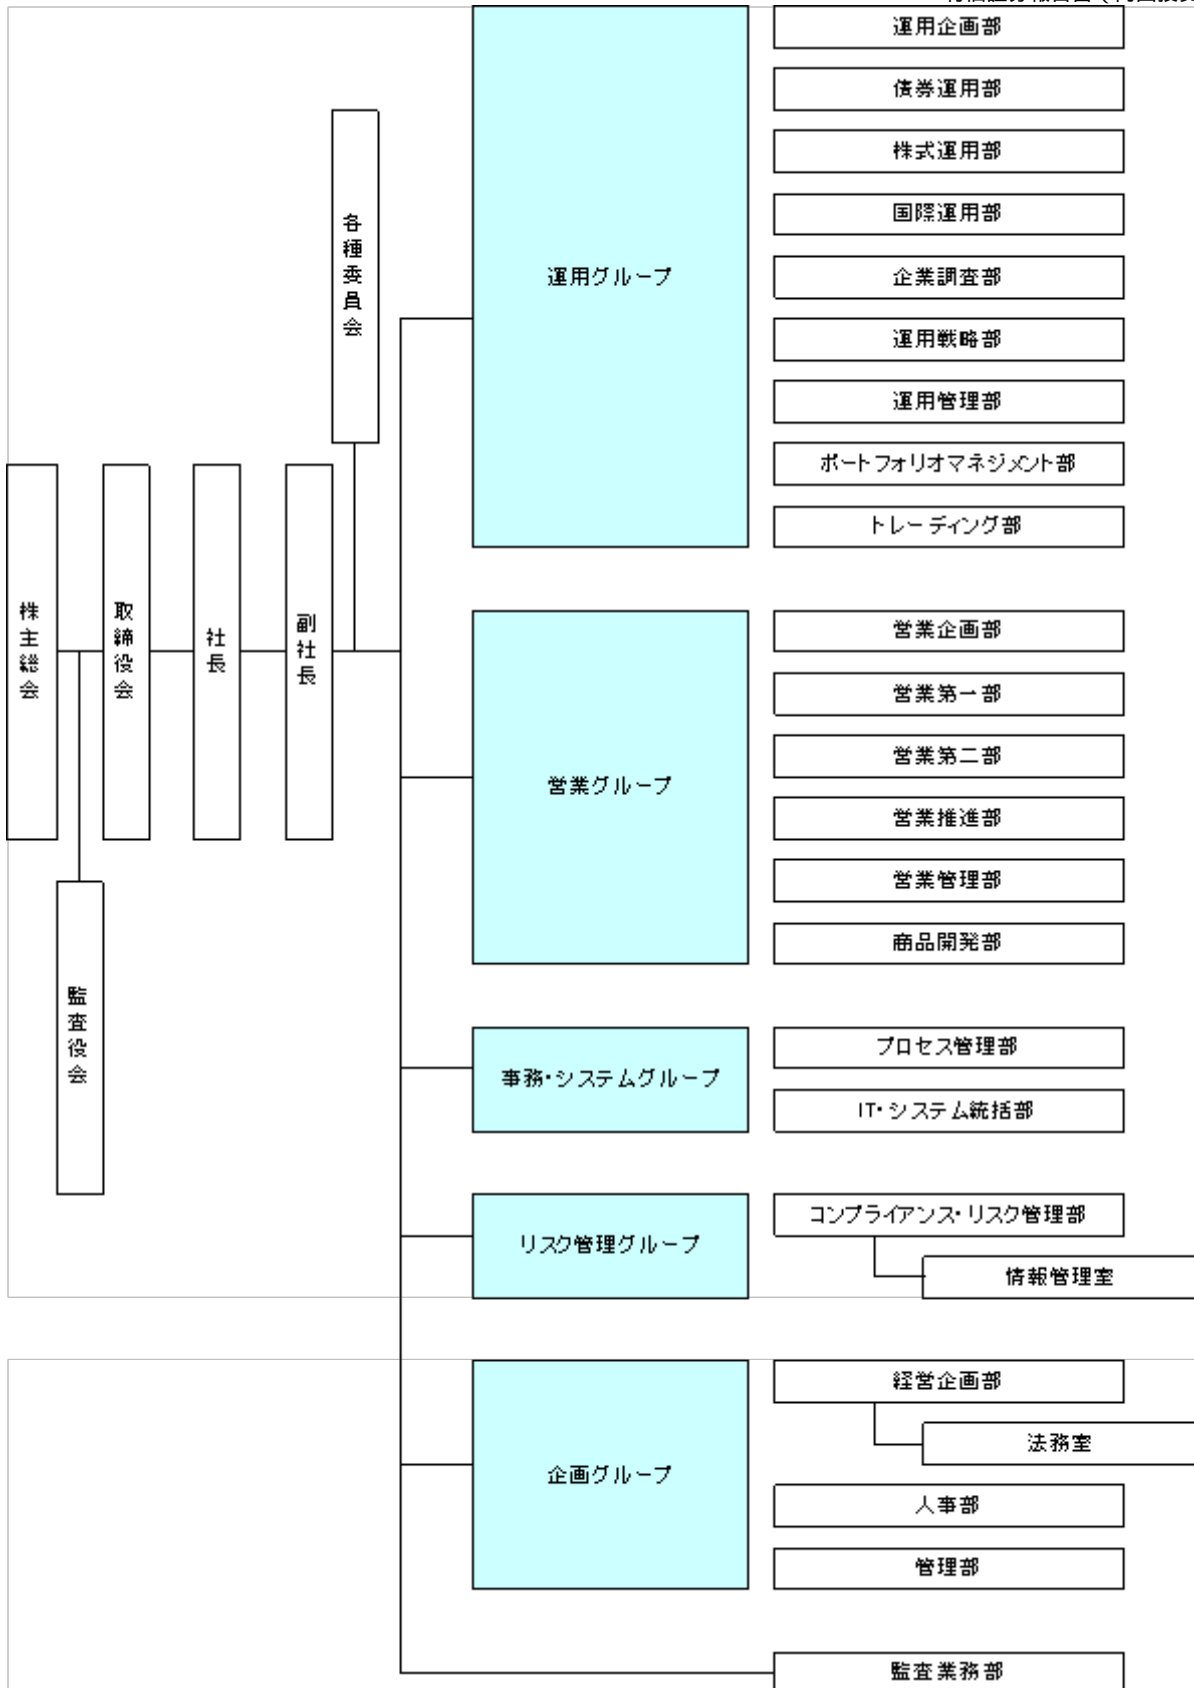 運用企画部
債券運用部
株式運用部
国際運用部
企業調査部
運用戦略部
運用管理部
ポートフォリオマネジメント部
トレーディング部
運用グループ
各種委員会
株主総会
取締役会
社長
副社長
監査役会
営業グループ
営業企画部
営業第一部
営業第二部
営業推進部
営業管理部
商品開発部
事務・システムグループ
プロセス管理部
IT・システム統括部
リスク管理グループ
コンプライアンス・リスク管理部
情報管理室
企画グループ
経営企画部
法務室
人事部
管理部
監査業務部